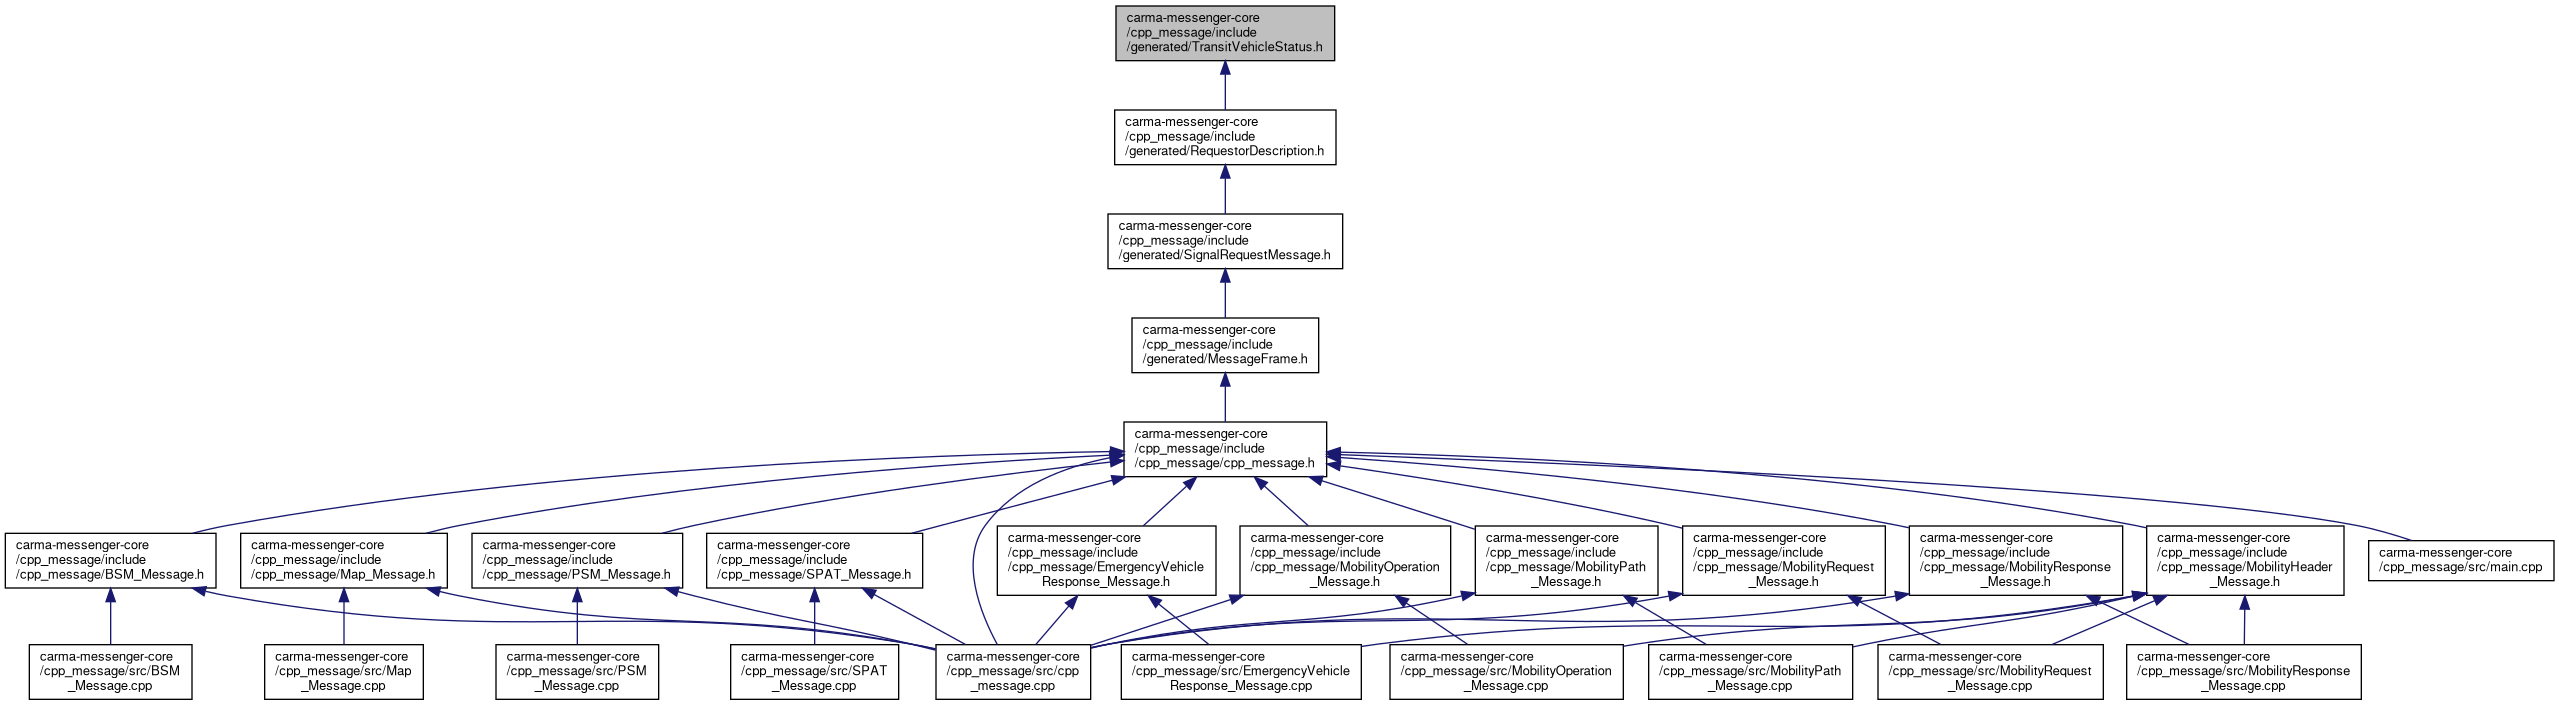 carma-messenger-core
/cpp_message/include
/generated/TransitVehicleStatus.h
carma-messenger-core
/cpp_message/include
/generated/RequestorDescription.h
carma-messenger-core
/cpp_message/include
/generated/SignalRequestMessage.h
carma-messenger-core
/cpp_message/include
/generated/MessageFrame.h
carma-messenger-core
/cpp_message/include
/cpp_message/cpp_message.h
carma-messenger-core
/cpp_message/include
/cpp_message/BSM_Message.h
carma-messenger-core
/cpp_message/include
/cpp_message/Map_Message.h
carma-messenger-core
/cpp_message/include
/cpp_message/PSM_Message.h
carma-messenger-core
/cpp_message/include
/cpp_message/SPAT_Message.h
carma-messenger-core
/cpp_message/include
/cpp_message/EmergencyVehicle
Response_Message.h
carma-messenger-core
/cpp_message/include
/cpp_message/MobilityOperation
_Message.h
carma-messenger-core
/cpp_message/include
/cpp_message/MobilityPath
_Message.h
carma-messenger-core
/cpp_message/include
/cpp_message/MobilityRequest
_Message.h
carma-messenger-core
/cpp_message/include
/cpp_message/MobilityResponse
_Message.h
carma-messenger-core
/cpp_message/include
/cpp_message/MobilityHeader
_Message.h
carma-messenger-core
/cpp_message/src/main.cpp
carma-messenger-core
/cpp_message/src/BSM
_Message.cpp
carma-messenger-core
/cpp_message/src/Map
_Message.cpp
carma-messenger-core
/cpp_message/src/PSM
_Message.cpp
carma-messenger-core
/cpp_message/src/SPAT
_Message.cpp
carma-messenger-core
/cpp_message/src/cpp
_message.cpp
carma-messenger-core
/cpp_message/src/EmergencyVehicle
Response_Message.cpp
carma-messenger-core
/cpp_message/src/MobilityOperation
_Message.cpp
carma-messenger-core
/cpp_message/src/MobilityPath
_Message.cpp
carma-messenger-core
/cpp_message/src/MobilityRequest
_Message.cpp
carma-messenger-core
/cpp_message/src/MobilityResponse
_Message.cpp